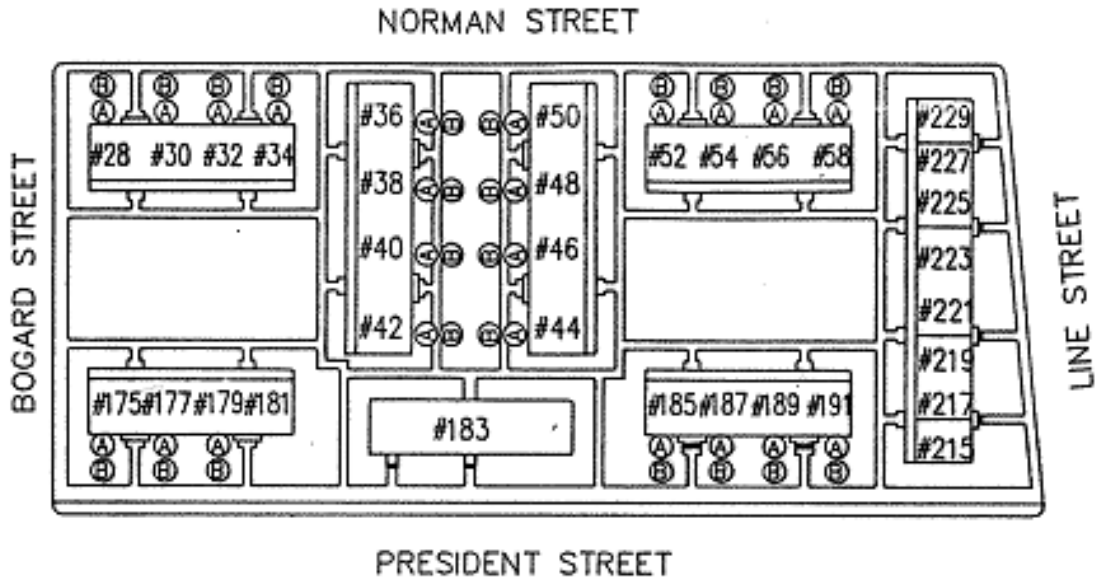 NORMAN STREET
B B B B B B B B
A A A A A A A A
#28 #30 #32 #34
#36 A B B A #50
#52 #54 #56 #58
#38 A B B A #48
#40 A B B A #46
#42 A B B A #44
#229
#227
#225
#223
#221
#219
#217
#215
BOGARD STREET
LINE STREET
#175 #177 #179 #181
#183
#185 #187 #189 #191
A A A A A A A
B B B B B B B
PRESIDENT STREET